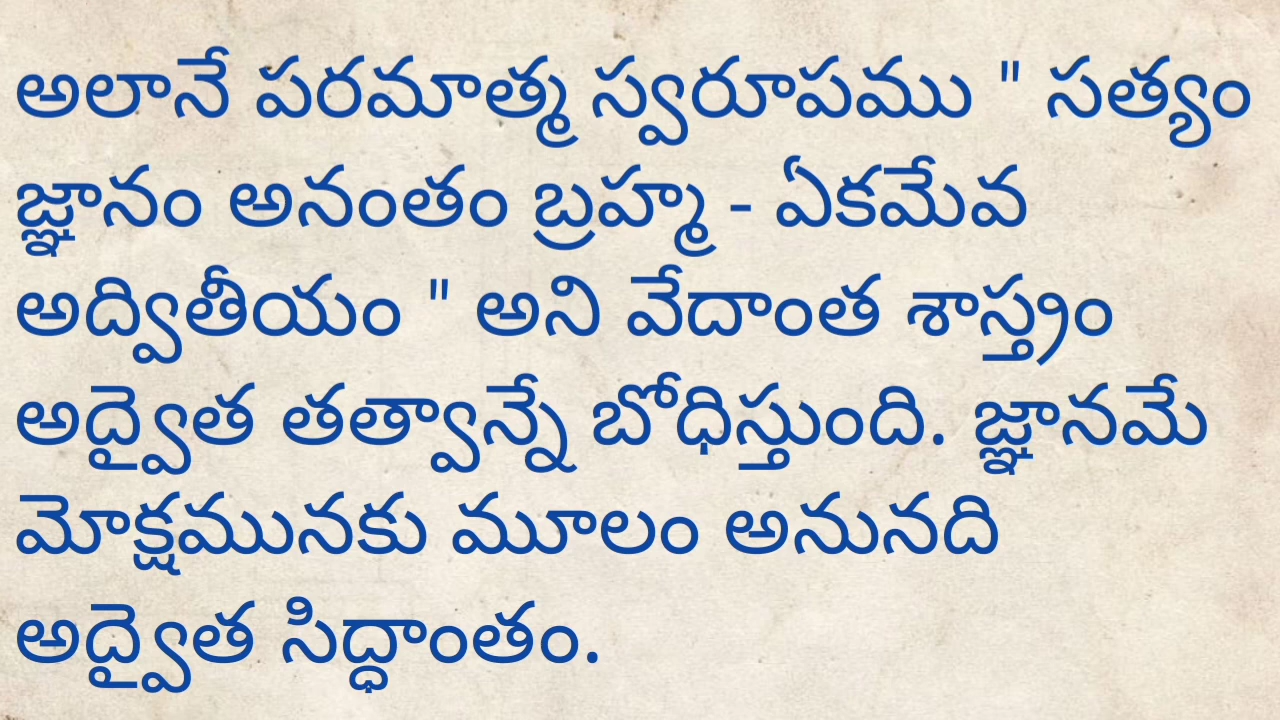 అలానే పరమాత్మ స్వరూపము " సత్యం
జ్ఞానం అనంతం బ్రహ్మ - ఏకమేవ
అద్వితీయం " అని వేదాంత శాస్త్రం
అద్వైత తత్వాన్నే బోధిస్తుంది. జ్ఞానమే
మోక్షమునకు మూలం అనునది
అద్వైత సిద్ధాంతం.